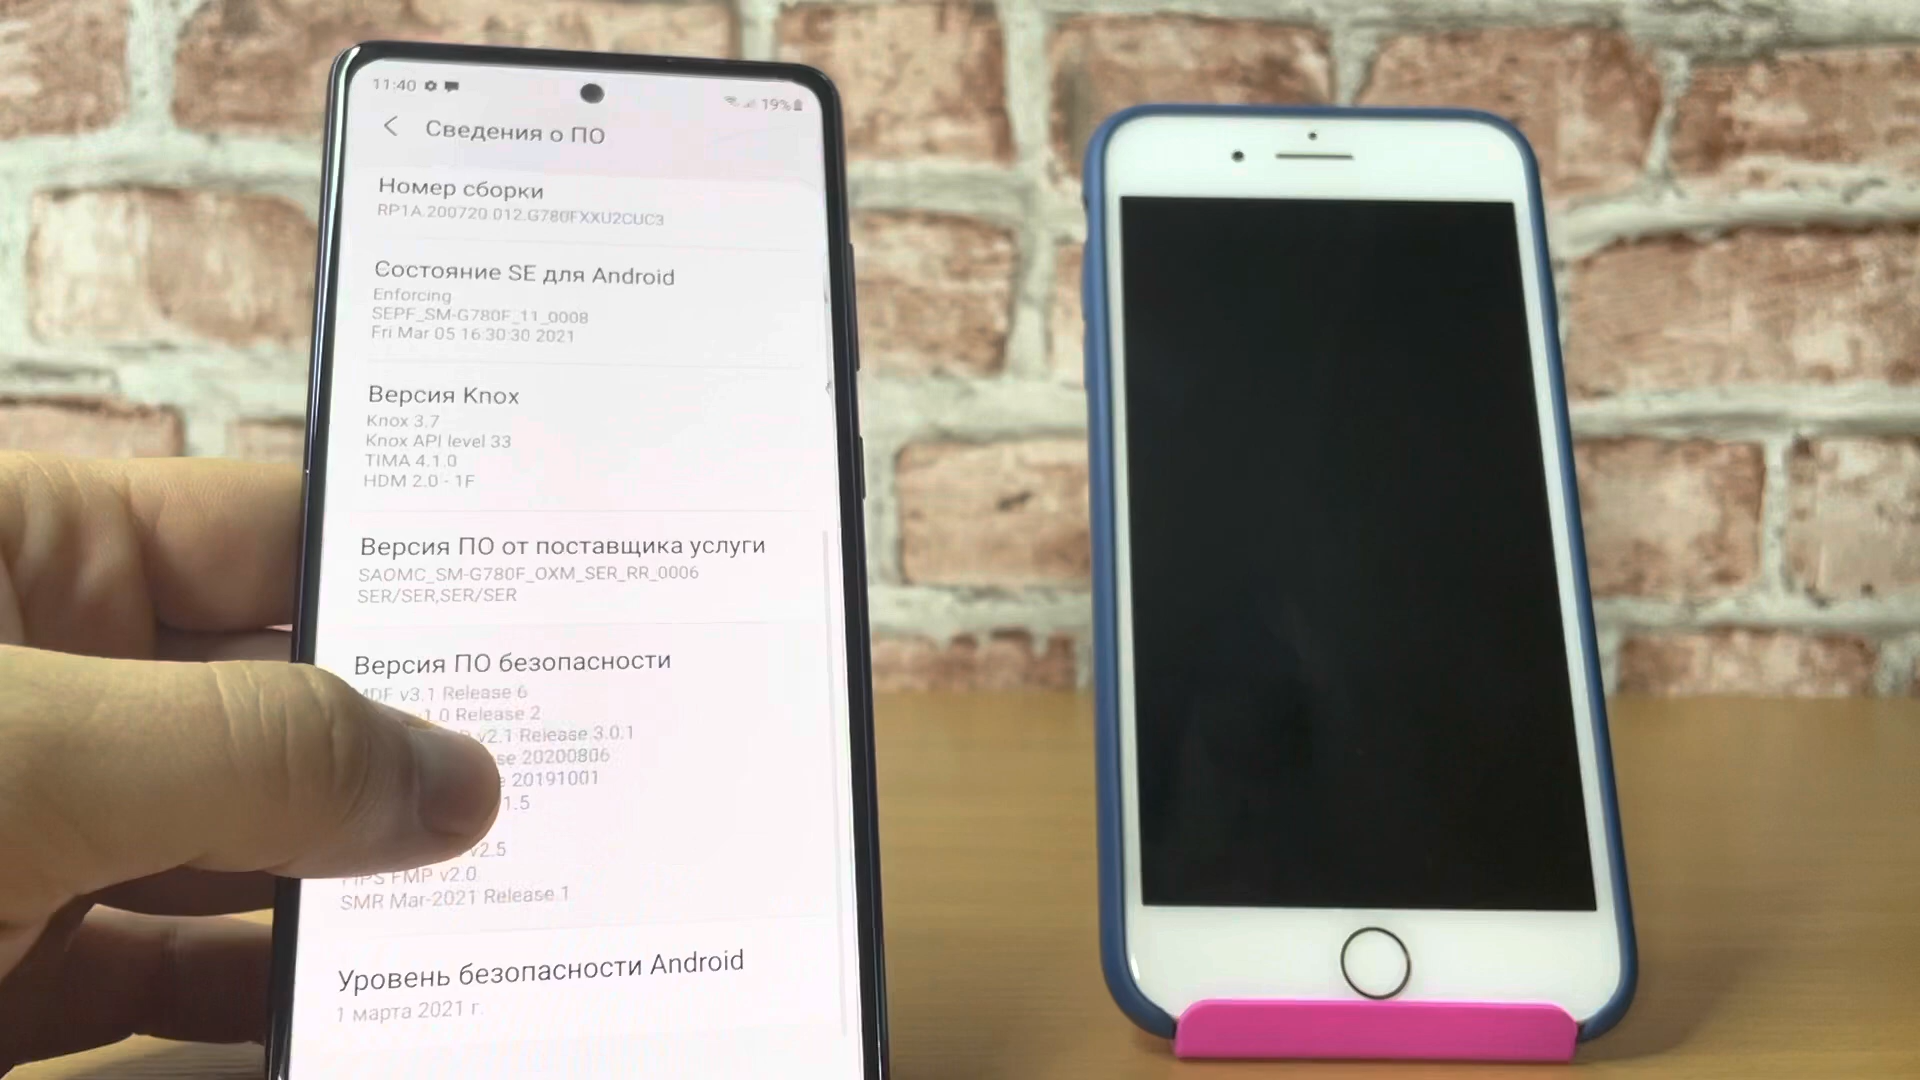 11:40
19%
Сведения о ПО
Номер сборки
RP1A.200720.012.G780FXXU2CUC3
Состояние SE для Android
Enforcing
SEPF_SM-G780F_11_0008
Fri Mar 05 16:30:30 2021
Версия Knox
Knox 3.7
Knox API level 33
TIMA 4.1.0
HDM 2.0 - 1F
Версия ПО от поставщика услуги
SAOMC_SM-G780F_OXM_SER_RR_0006
SER/SER,SER/SER
Версия ПО безопасности
MDF v3.1 Release 6
v1.0 Release 2
v2.1 Release 3.0.1
20200806
20191001
1.5
v2.5
FMP v2.0
SMR Mar-2021 Release 1
Уровень безопасности Android
1 марта 2021 г.